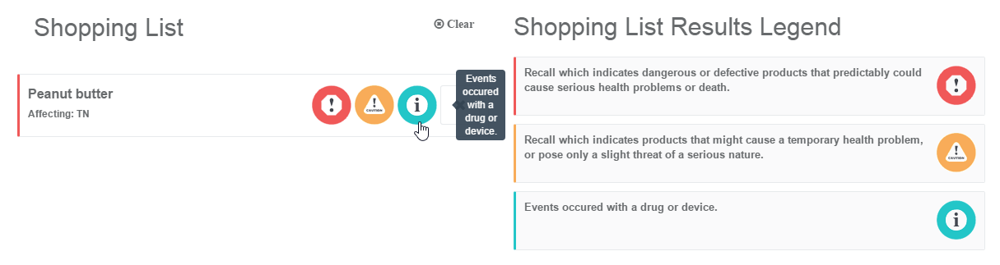 Shopping List
Clear
Peanut butter
Affecting: TN
!
!
CAUTION
i
Events
occured
with a
drug or
device.
Shopping List Results Legend
Recall which indicates dangerous or defective products that predictably could
cause serious health problems or death.
!
Recall which indicates products that might cause a temporary health problem,
or pose only a slight threat of a serious nature.
!
CAUTION
Events occured with a drug or device.
i